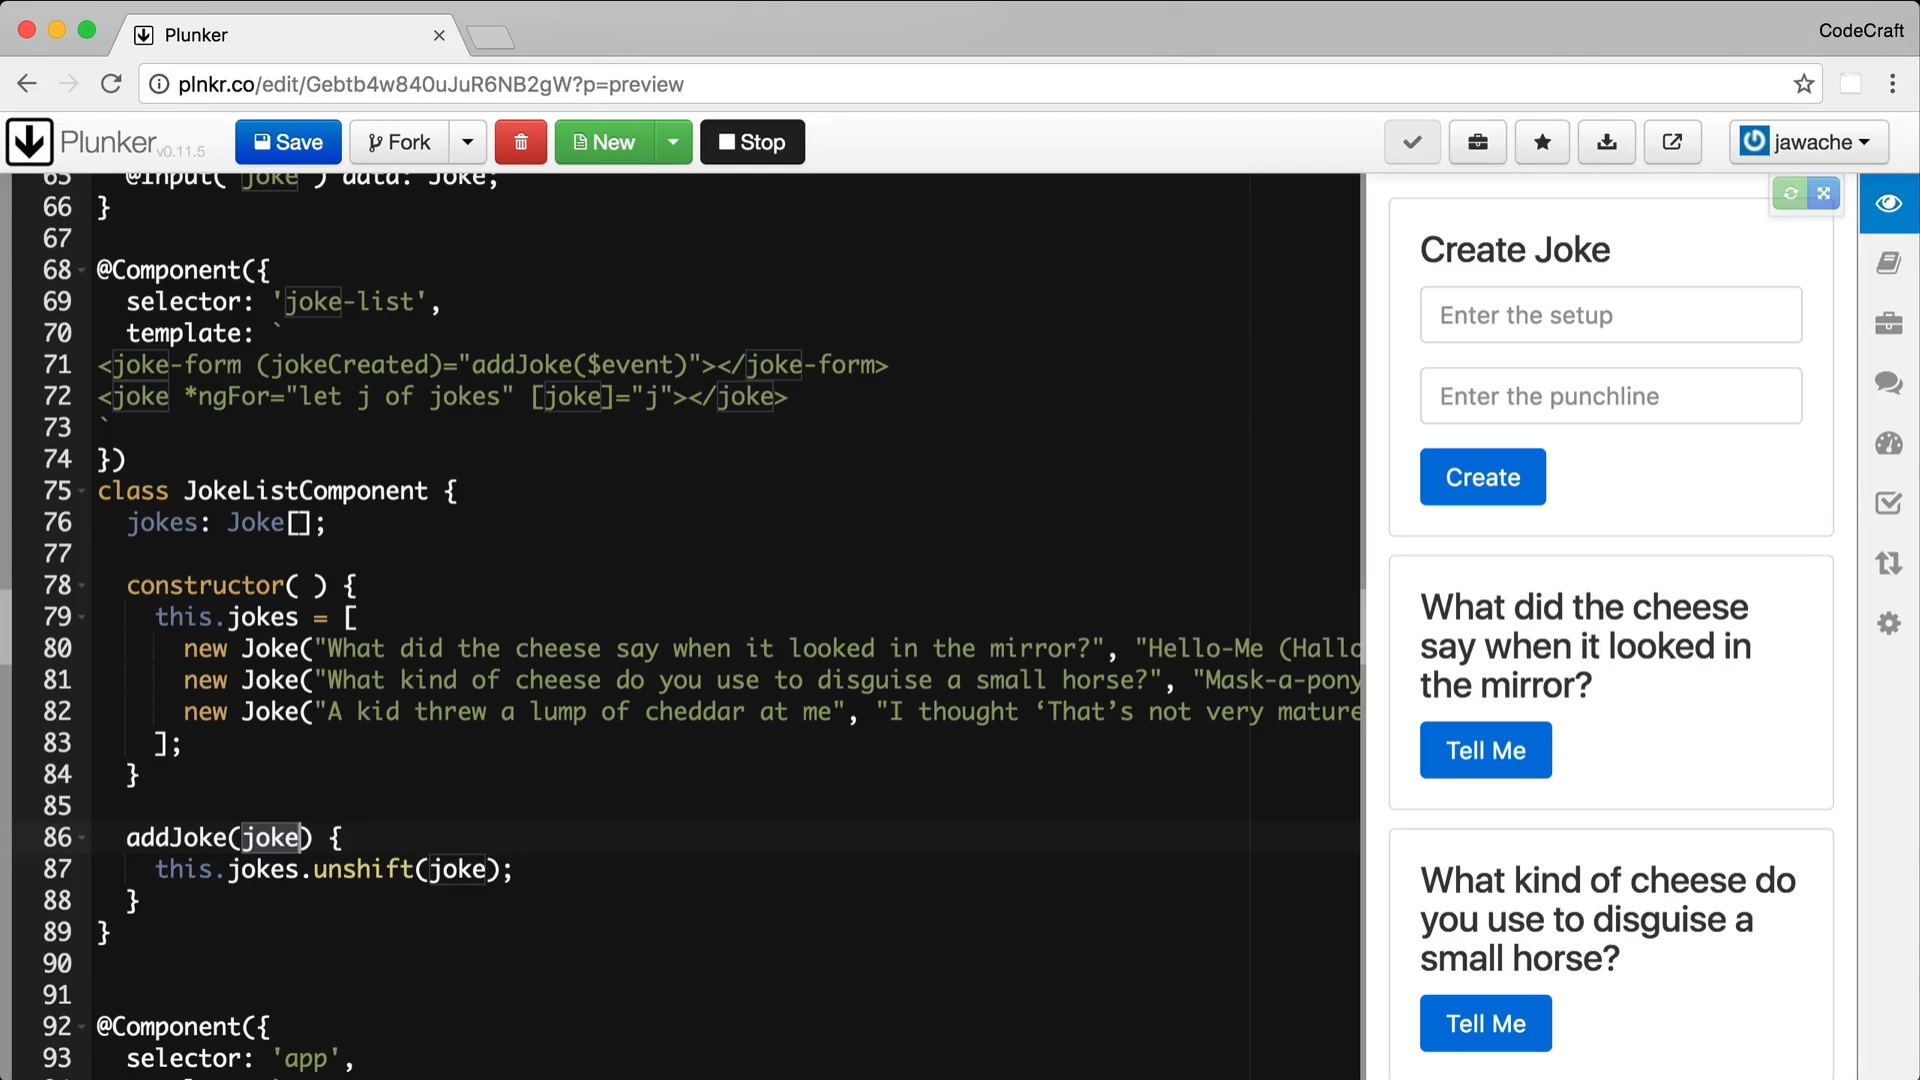 Plunker
CodeCraft
plnkr.co/edit/Gebtb4w840uJuR6NB2gW?p=preview
Plunker v0.11.5 Save Fork New Stop jawache
65 @Input('joke') data: Joke;
66 }
67
68 @Component({
69 selector: 'joke-list',
70 template: `
71 <joke-form (jokeCreated)="addJoke($event)"></joke-form>
72 <joke *ngFor="let j of jokes" [joke]="j"></joke>
73 `
74 })
75 class JokeListComponent {
76 jokes: Joke[];
77
78 constructor( ) {
79 this.jokes = [
80 new Joke("What did the cheese say when it looked in the mirror?", "Hello-Me (Hallo
81 new Joke("What kind of cheese do you use to disguise a small horse?", "Mask-a-pony
82 new Joke("A kid threw a lump of cheddar at me", "I thought ‘That’s not very mature
83 ];
84 }
85
86 addJoke(joke) {
87 this.jokes.unshift(joke);
88 }
89 }
90
91
92 @Component({
93 selector: 'app',
Create Joke
Enter the setup
Enter the punchline
Create
What did the cheese
say when it looked in
the mirror?
Tell Me
What kind of cheese do
you use to disguise a
small horse?
Tell Me